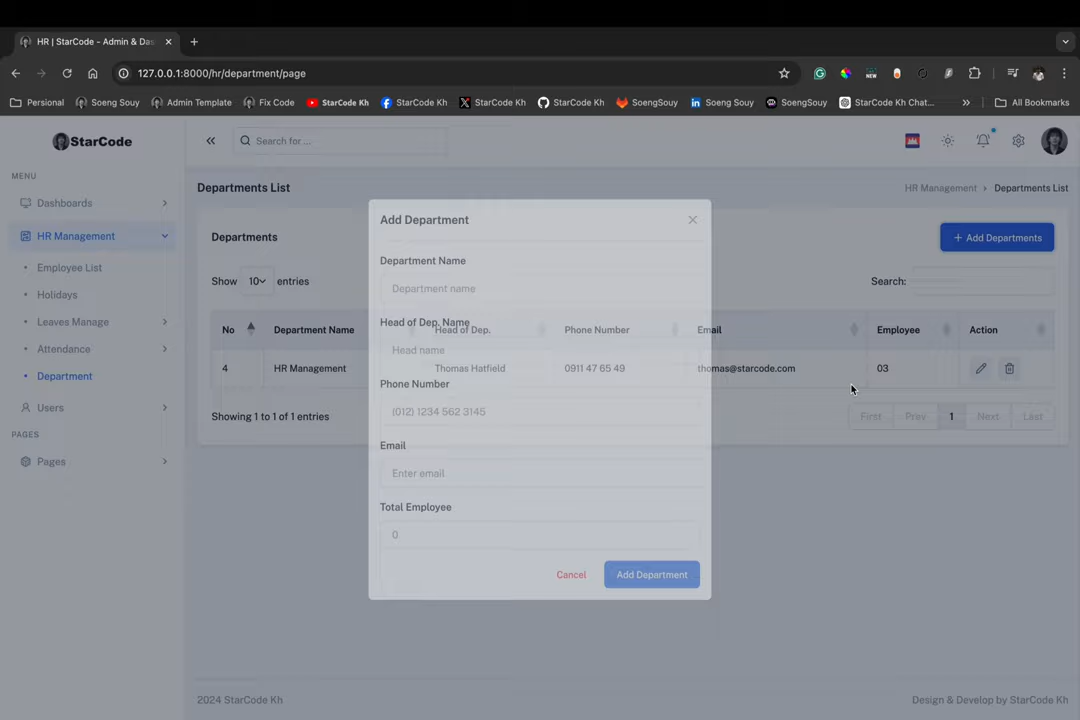 HR | StarCode - Admin & Das
127.0.0.1:8000/hr/department/page
Personal
Soeng Souy
Admin Template
Fix Code
StarCode Kh
StarCode Kh
StarCode Kh
StarCode Kh
SoengSouy
Soeng Souy
SoengSouy
StarCode Kh Chat...
All Bookmarks
StarCode
Search for ...
MENU
Dashboards
HR Management
Employee List
Holidays
Leaves Manage
Attendance
Department
Users
PAGES
Pages
Departments List
HR Management
Departments List
Departments
+ Add Departments
Show 10 entries
Search:
No Department Name Head of Dep. Phone Number Email Employee Action
4 HR Management Thomas Hatfield 0911 47 65 49 thomas@starcode.com 03
Showing 1 to 1 of 1 entries
First Prev 1 Next Last
Add Department
Department Name
Department name
Head of Dep. Name
Head name
Phone Number
(012) 1234 562 3145
Email
Enter email
Total Employee
0
Cancel
Add Department
2024 StarCode Kh
Design & Develop by StarCode Kh